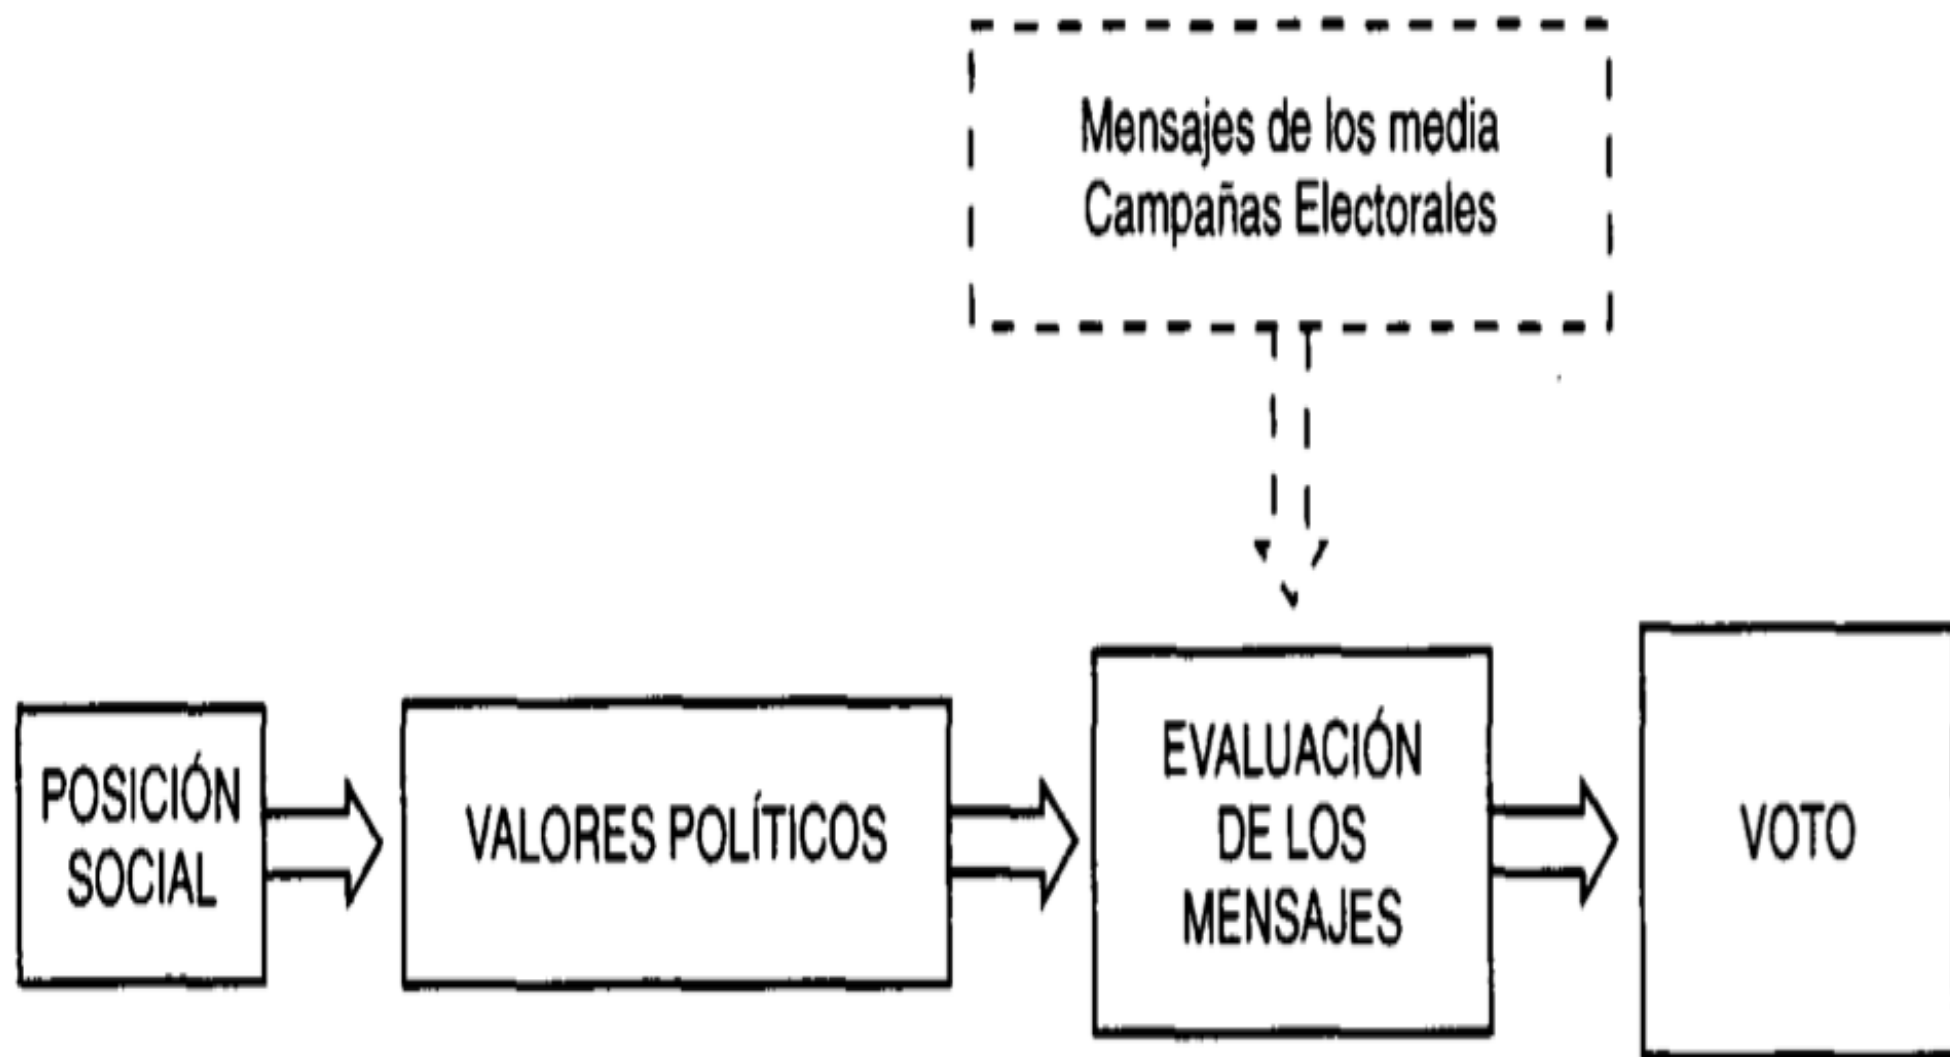 Mensajes de los media
Campañas Electorales
POSICIÓN
SOCIAL
VALORES POLÍTICOS
EVALUACIÓN
DE LOS
MENSAJES
VOTO